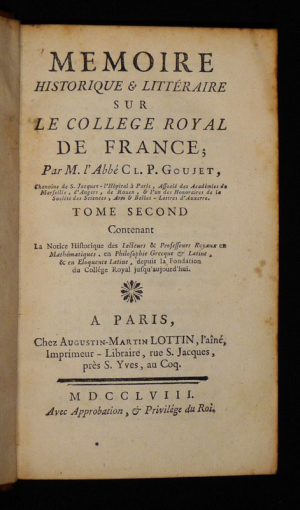 MEMOIRE
HISTORIQUE & LITTÉRAIRE
SUR
LE COLLEGE ROYAL
DE FRANCE;
Par M. l'Abbé CL. P. GOUJET,
Chanoine de S. Jacques-l'Hôpital à Paris, Associé des Académies de
Marseille, d'Angers, de Rouen, & l'un des Honoraires de la
Société des Sciences, Arts & Belles-Lettres d'Auxerre.
TOME SECOND
Contenant
La Notice Historique des Lecteurs & Professeurs Royaux en
Mathématiques, en Philosophie Grecque & Latine,
& en Eloquence Latine, depuis la Fondation
du Collége Royal jusqu'aujourd'hui.
A PARIS,
Chez AUGUSTIN-MARTIN LOTTIN, l'aîné,
Imprimeur-Libraire, rue S. Jacques,
près S. Yves, au Coq.
MDCCLVIII.
Avec Approbation, & Privilége du Roi.